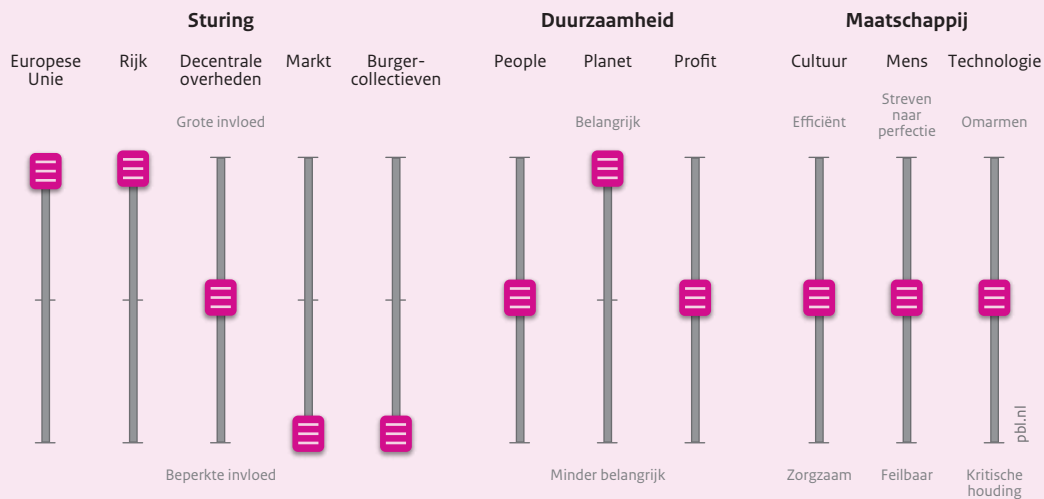 Sturing
Duurzaamheid
Maatschappij
Europese
Unie
Rijk
Decentrale
overheden
Markt
Burger-
collectieven
People
Planet
Profit
Cultuur
Mens
Technologie
Grote invloed
Belangrijk
Efficiënt
Streven
naar
perfectie
Omarmen
Beperkte invloed
Minder belangrijk
Zorgzaam
Feilbaar
Kritische
houding
pbl.nl